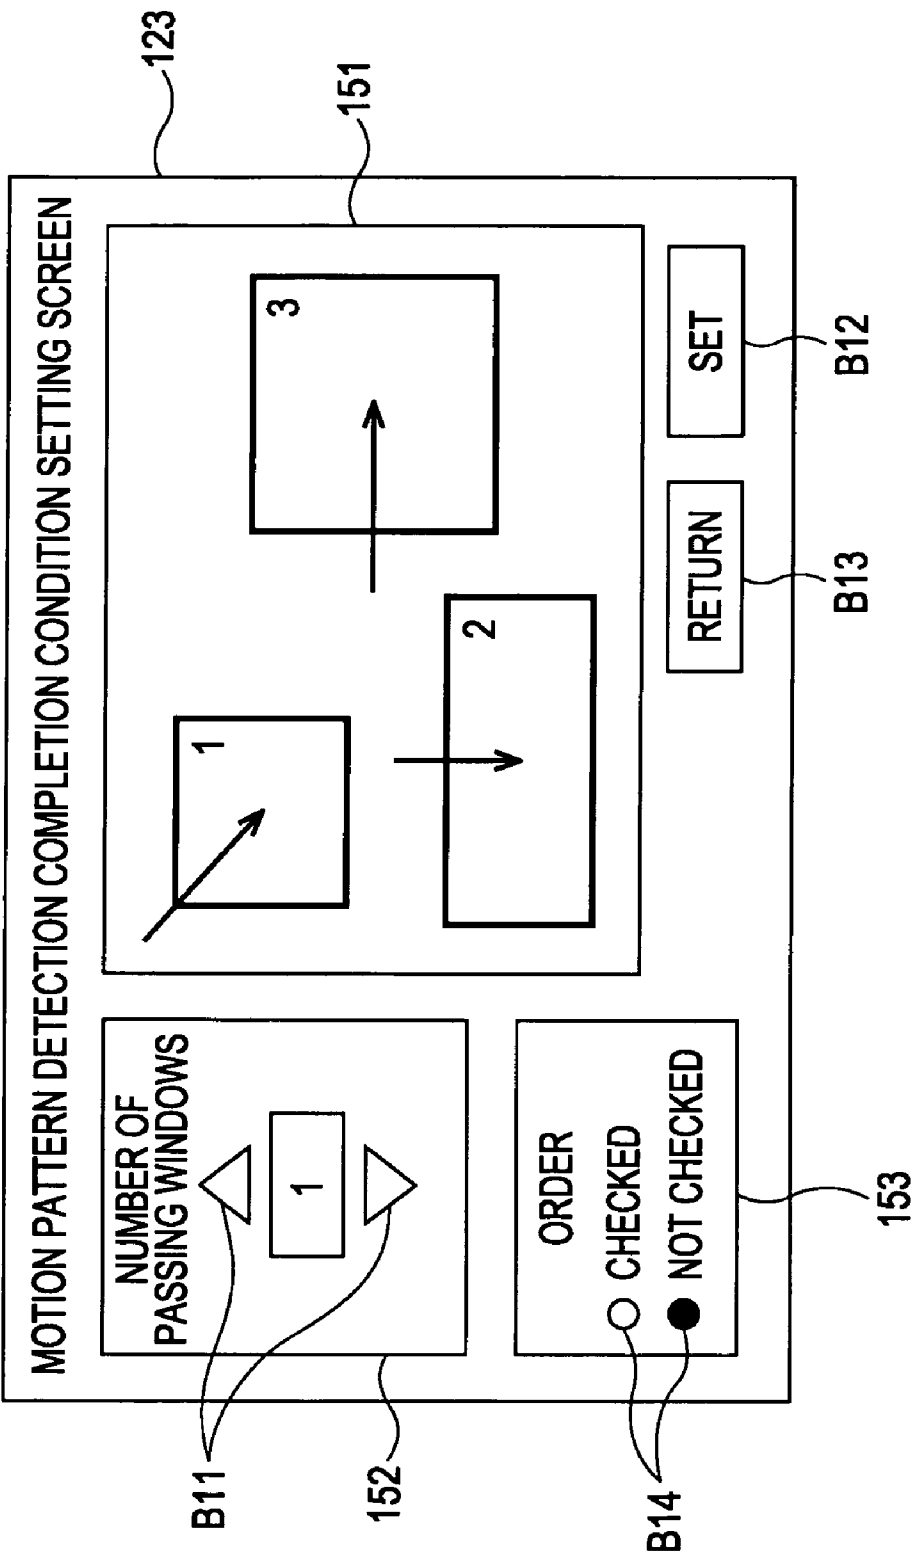 MOTION PATTERN DETECTION COMPLETION CONDITION SETTING SCREEN
123
151
NUMBER OF
PASSING WINDOWS
1
B11
152
1
2
3
ORDER
CHECKED
NOT CHECKED
B14
153
RETURN
SET
B13
B12